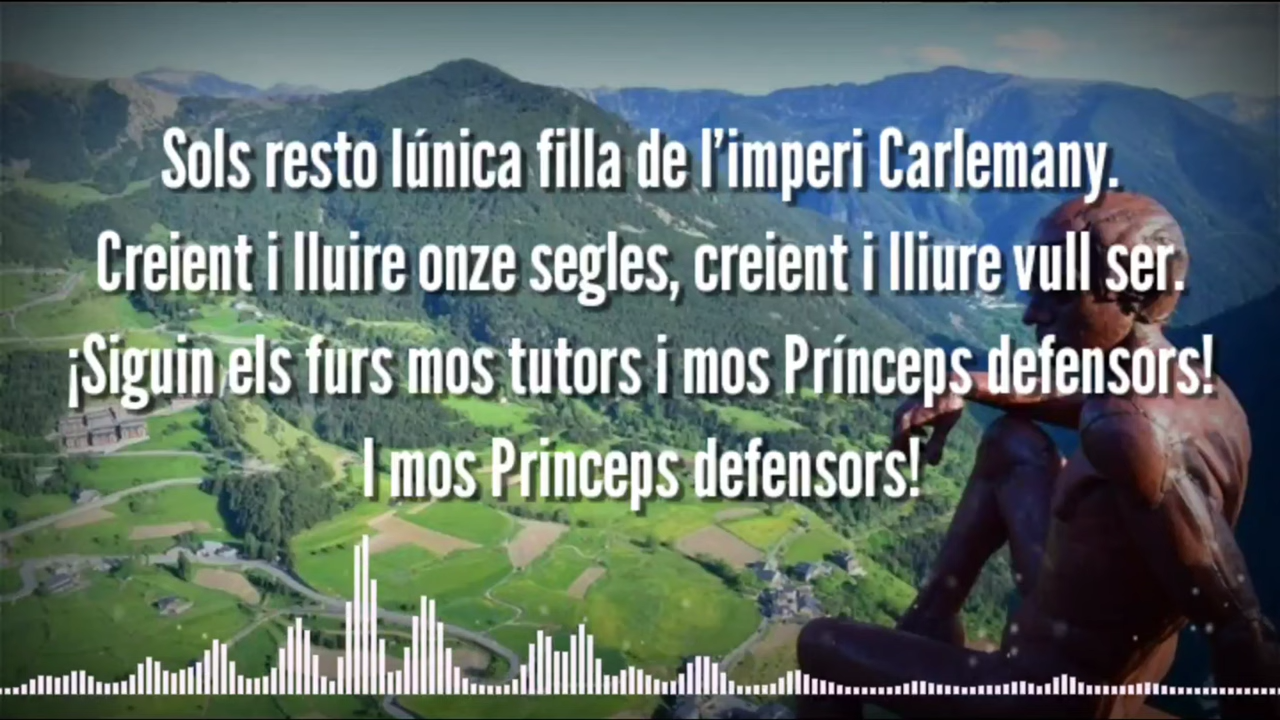 Sols resto lúnica filla de l'imperi Carlemany.
Creient i lluire onze segles, creient i lliure vull ser.
¡Siguin els furs mos tutors i mos Prínceps defensors!
I mos Princeps defensors!